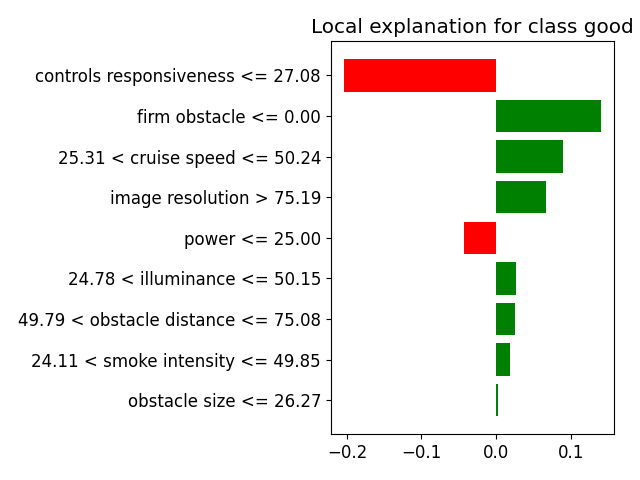 Local explanation for class good
controls responsiveness <= 27.08
firm obstacle <= 0.00
25.31 < cruise speed <= 50.24
image resolution > 75.19
power <= 25.00
24.78 < illuminance <= 50.15
49.79 < obstacle distance <= 75.08
24.11 < smoke intensity <= 49.85
obstacle size <= 26.27
−0.2 −0.1 0.0 0.1